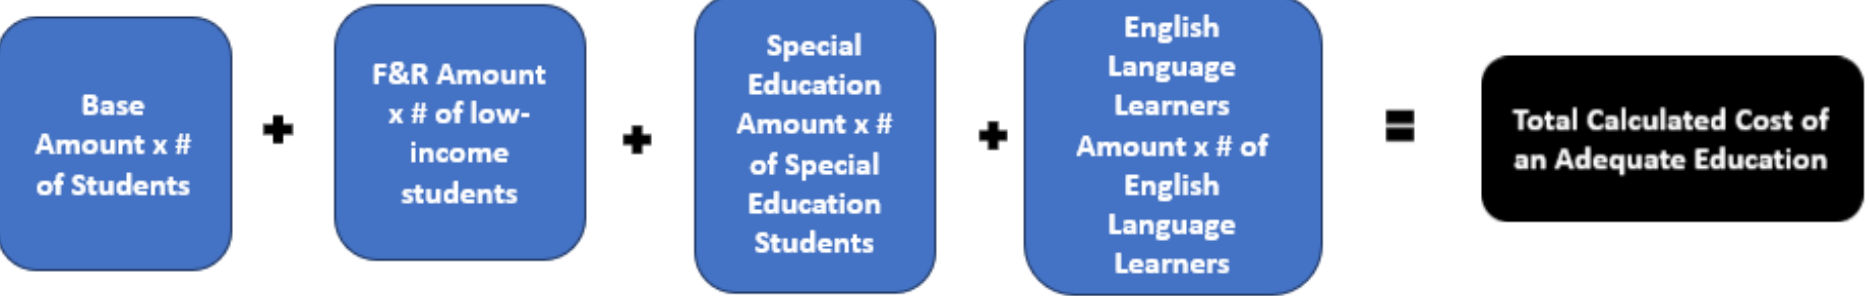 Base
Amount x #
of Students
+
F&R Amount
x # of low-
income
students
+
Special
Education
Amount x #
of Special
Education
Students
+
English
Language
Learners
Amount x # of
English
Language
Learners
=
Total Calculated Cost of
an Adequate Education